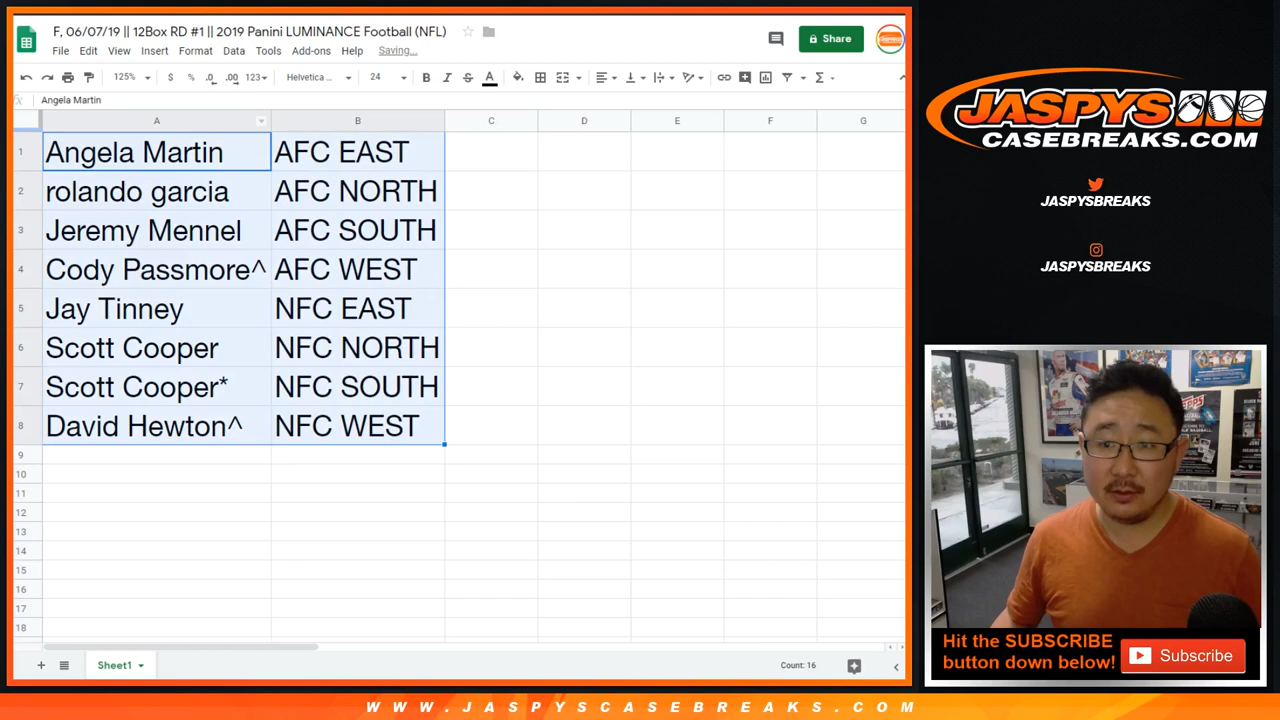 F, 06/07/19 || 12Box RD #1 || 2019 Panini LUMINANCE Football (NFL)
File Edit View Insert Format Data Tools Add-ons Help Saving...
Share
125% $ % .0 .00 123 Helvetica ... 24 B I S A
fx Angela Martin
A B C D E F G
1 Angela Martin AFC EAST
2 rolando garcia AFC NORTH
3 Jeremy Mennel AFC SOUTH
4 Cody Passmore^ AFC WEST
5 Jay Tinney NFC EAST
6 Scott Cooper NFC NORTH
7 Scott Cooper* NFC SOUTH
8 David Hewton^ NFC WEST
9
10
11
12
13
14
15
16
17
18
Sheet1
Count: 16
JASPYS
CASEBREAKS.COM
JASPYSBREAKS
JASPYSBREAKS
Hit the SUBSCRIBE
button down below!
Subscribe
WWW.JASPYSCASEBREAKS.COM